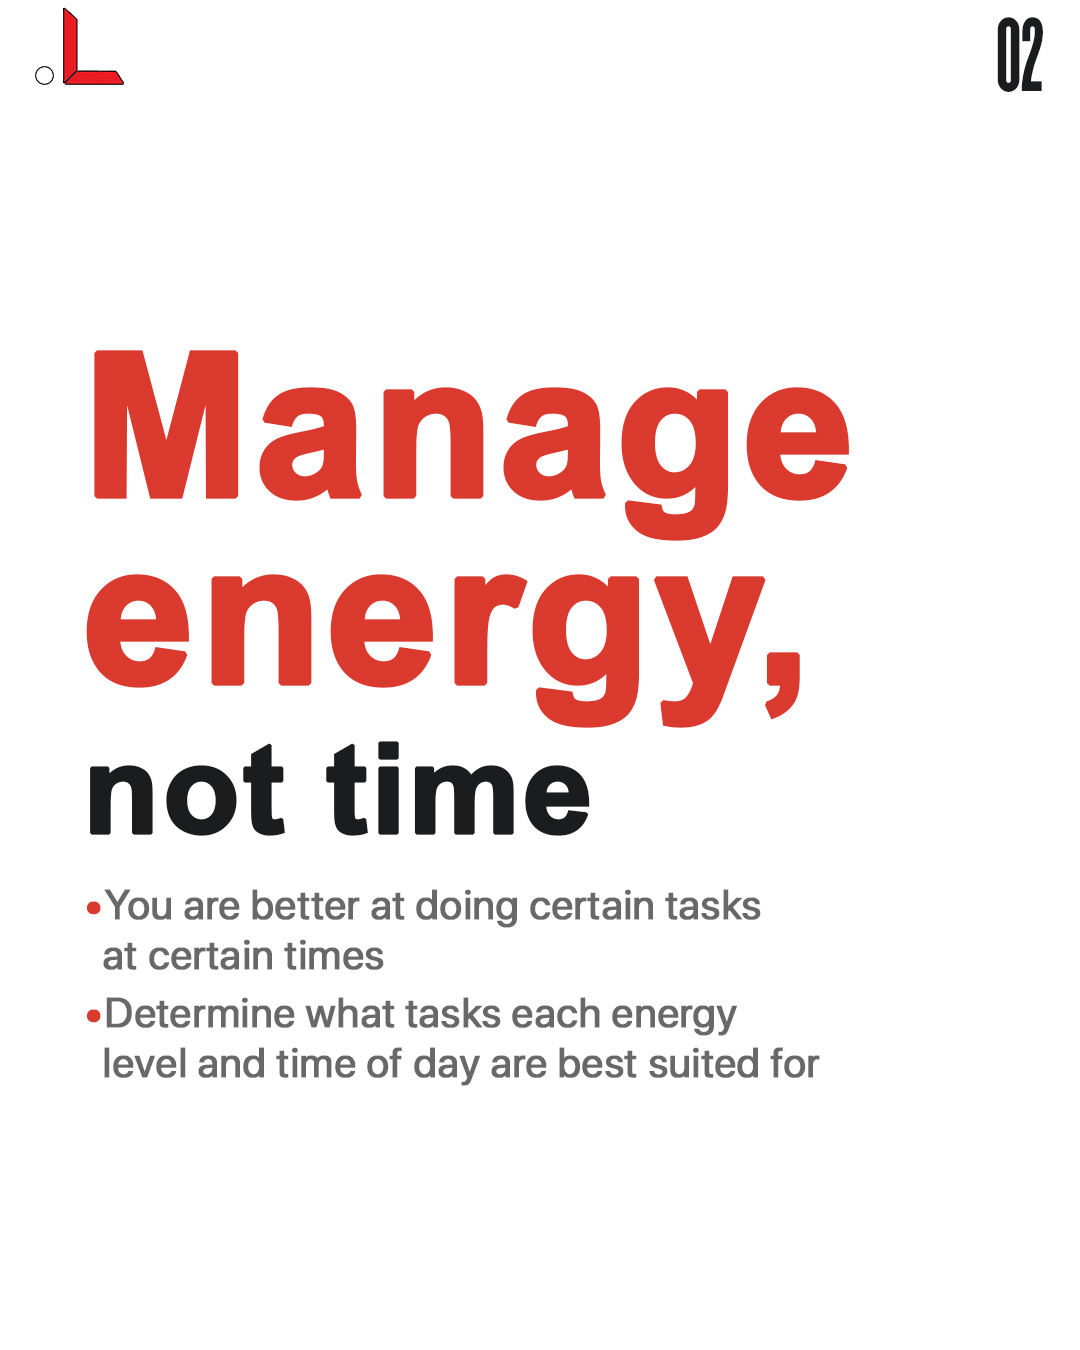 02
Manage
energy,
not time
•You are better at doing certain tasks
at certain times
•Determine what tasks each energy
level and time of day are best suited for